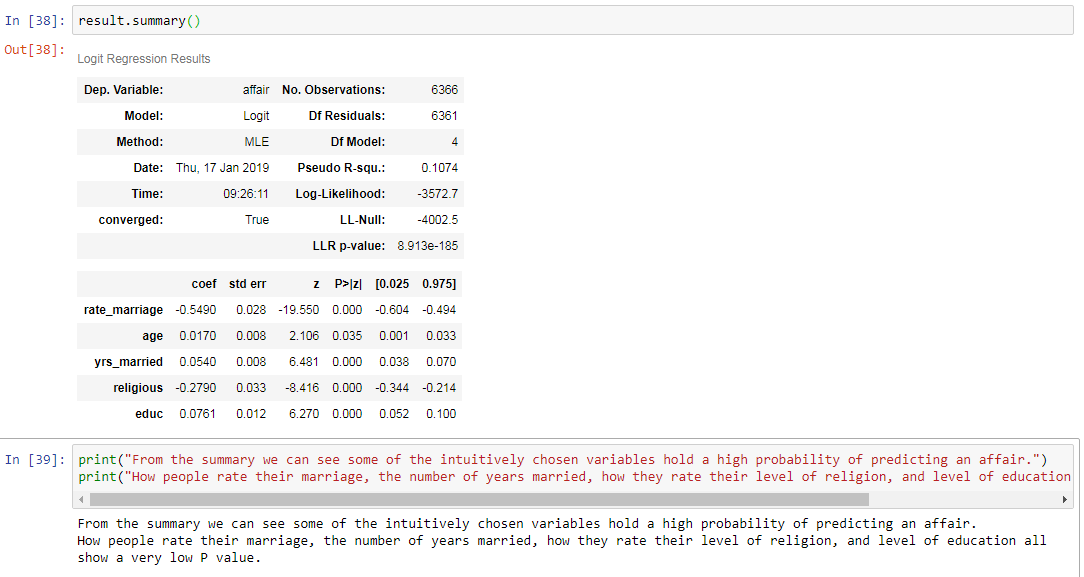 In [38]: result.summary()
Out[38]:
Logit Regression Results
Dep. Variable: affair No. Observations: 6366
Model: Logit Df Residuals: 6361
Method: MLE Df Model: 4
Date: Thu, 17 Jan 2019 Pseudo R-squ.: 0.1074
Time: 09:26:11 Log-Likelihood: -3572.7
converged: True LL-Null: -4002.5
LLR p-value: 8.913e-185
coef std err z P>|z| [0.025 0.975]
rate_marriage -0.5490 0.028 -19.550 0.000 -0.604 -0.494
age 0.0170 0.008 2.106 0.035 0.001 0.033
yrs_married 0.0540 0.008 6.481 0.000 0.038 0.070
religious -0.2790 0.033 -8.416 0.000 -0.344 -0.214
educ 0.0761 0.012 6.270 0.000 0.052 0.100
In [39]: print("From the summary we can see some of the intuitively chosen variables hold a high probability of predicting an affair.")
print("How people rate their marriage, the number of years married, how they rate their level of religion, and level of education
From the summary we can see some of the intuitively chosen variables hold a high probability of predicting an affair.
How people rate their marriage, the number of years married, how they rate their level of religion, and level of education all
show a very low P value.